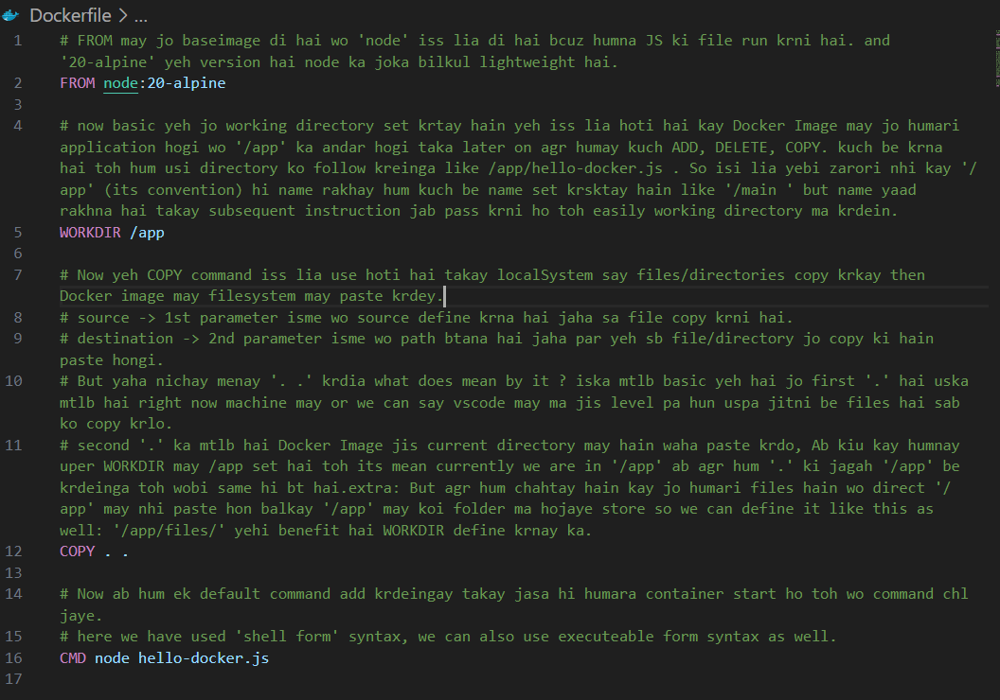 Dockerfile > ...
1 # FROM may jo baseimage di hai wo 'node' iss lia di hai bcuz humna JS ki file run krni hai. and
'20-alpine' yeh version hai node ka joka bilkul lightweight hai.
2 FROM node:20-alpine
3
4 # now basic yeh jo working directory set krtay hain yeh iss lia hoti hai kay Docker Image may jo humari
application hogi wo '/app' ka andar hogi taka later on agr humay kuch ADD, DELETE, COPY. kuch be krna
hai toh hum usi directory ko follow kreinga like /app/hello-docker.js . So isi lia yebi zarori nhi kay '/
app' (its convention) hi name rakhay hum kuch be name set krsktay hain like '/main ' but name yaad
rakhna hai takay subsequent instruction jab pass krni ho toh easily working directory ma krdein.
5 WORKDIR /app
6
7 # Now yeh COPY command iss lia use hoti hai takay localSystem say files/directories copy krkay then
Docker image may filesystem may paste krdey.
8 # source -> 1st parameter isme wo source define krna hai jaha sa file copy krni hai.
9 # destination -> 2nd parameter isme wo path btana hai jaha par yeh sb file/directory jo copy ki hain
paste hongi.
10 # But yaha nichay menay '. .' krdia what does mean by it ? iska mtlb basic yeh hai jo first '.' hai uska
mtlb hai right now machine may or we can say vscode may ma jis level pa hun uspa jitni be files hai sab
ko copy krlo.
11 # second '.' ka mtlb hai Docker Image jis current directory may hain waha paste krdo, Ab kiu kay humnay
uper WORKDIR may /app set hai toh its mean currently we are in '/app' ab agr hum '.' ki jagah '/app' be
krdeinga toh wobi same hi bt hai.extra: But agr hum chahtay hain kay jo humari files hain wo direct '/
app' may nhi paste hon balkay '/app' may koi folder ma hojaye store so we can define it like this as
well: '/app/files/' yehi benefit hai WORKDIR define krnay ka.
12 COPY . .
13
14 # Now ab hum ek default command add krdeingay takay jasa hi humara container start ho toh wo command chl
jaye.
15 # here we have used 'shell form' syntax, we can also use executeable form syntax as well.
16 CMD node hello-docker.js
17